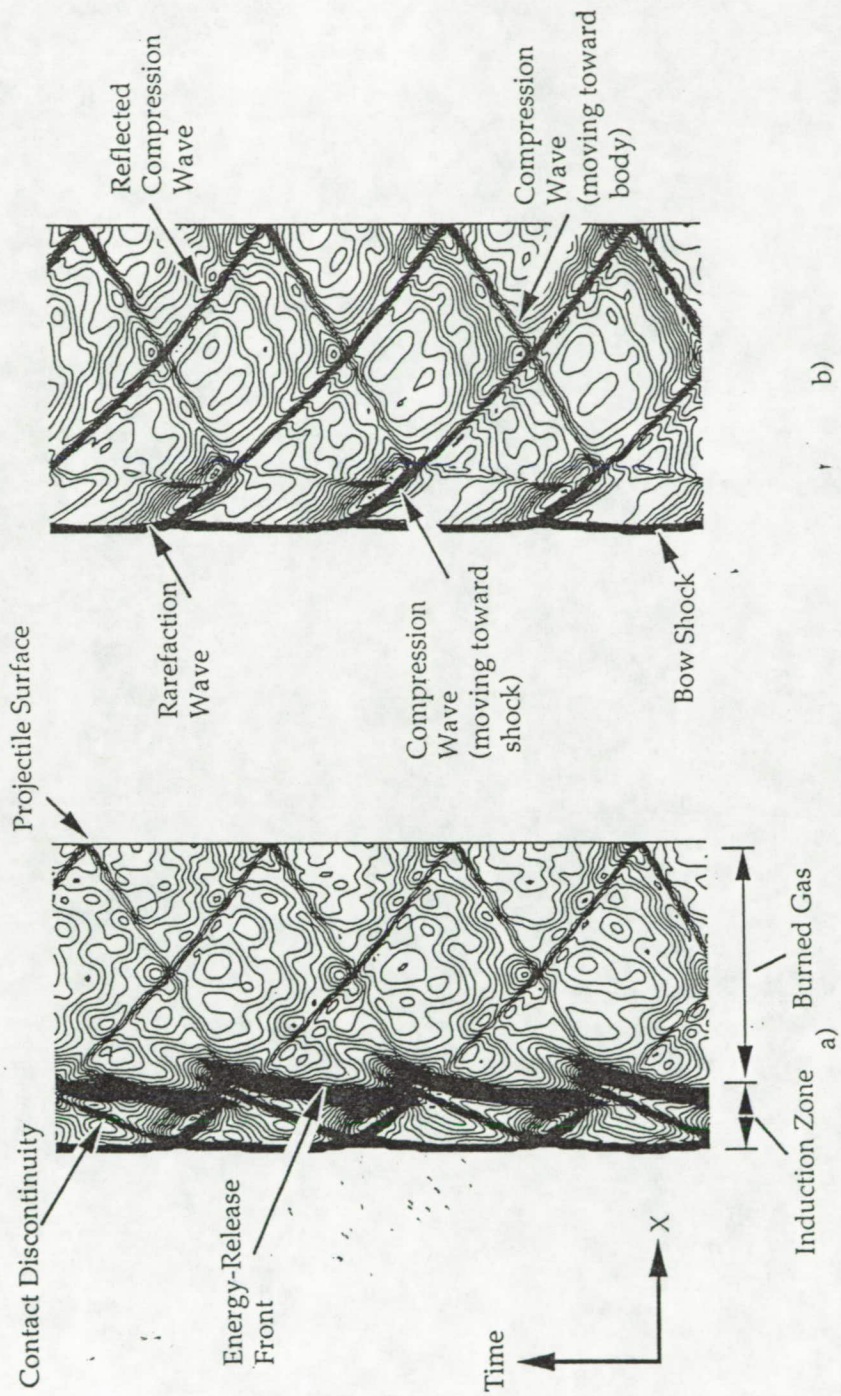 Contact Discontinuity
Projectile Surface
Energy-Release
Front
Time
X
Induction Zone
Burned Gas
a)
Rarefaction
Wave
Reflected
Compression
Wave
Compression
Wave
(moving toward
shock)
Compression
Wave
(moving toward
body)
Bow Shock
b)